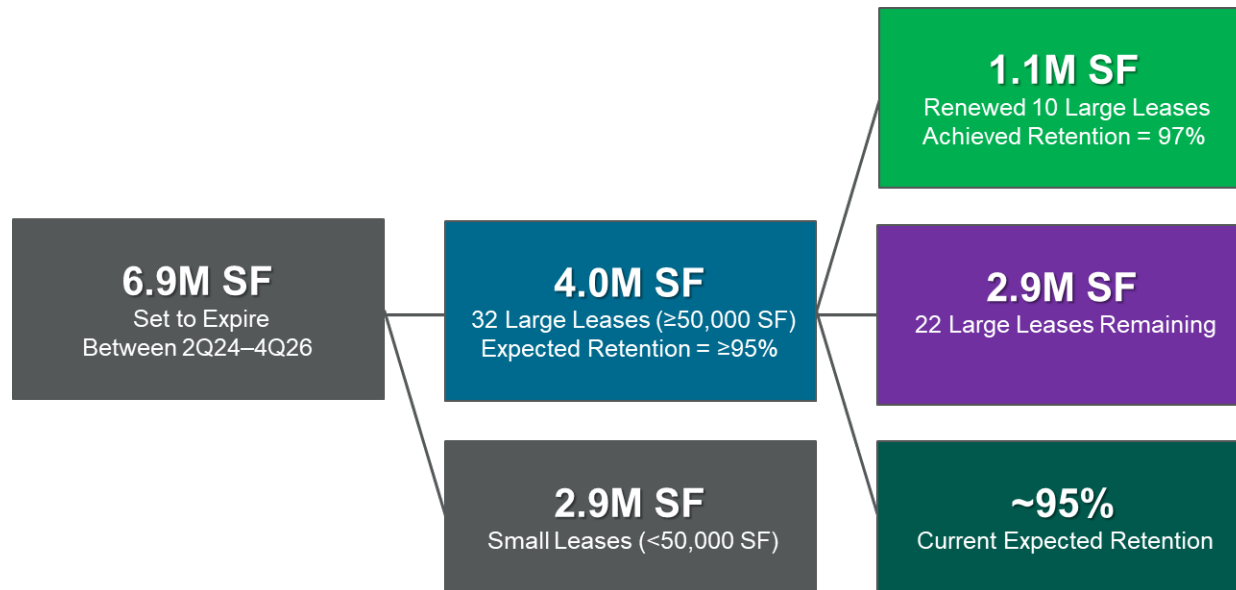 6.9M SF
Set to Expire
Between 2Q24–4Q26
4.0M SF
32 Large Leases (≥50,000 SF)
Expected Retention = ≥95%
2.9M SF
Small Leases (<50,000 SF)
1.1M SF
Renewed 10 Large Leases
Achieved Retention = 97%
2.9M SF
22 Large Leases Remaining
~95%
Current Expected Retention